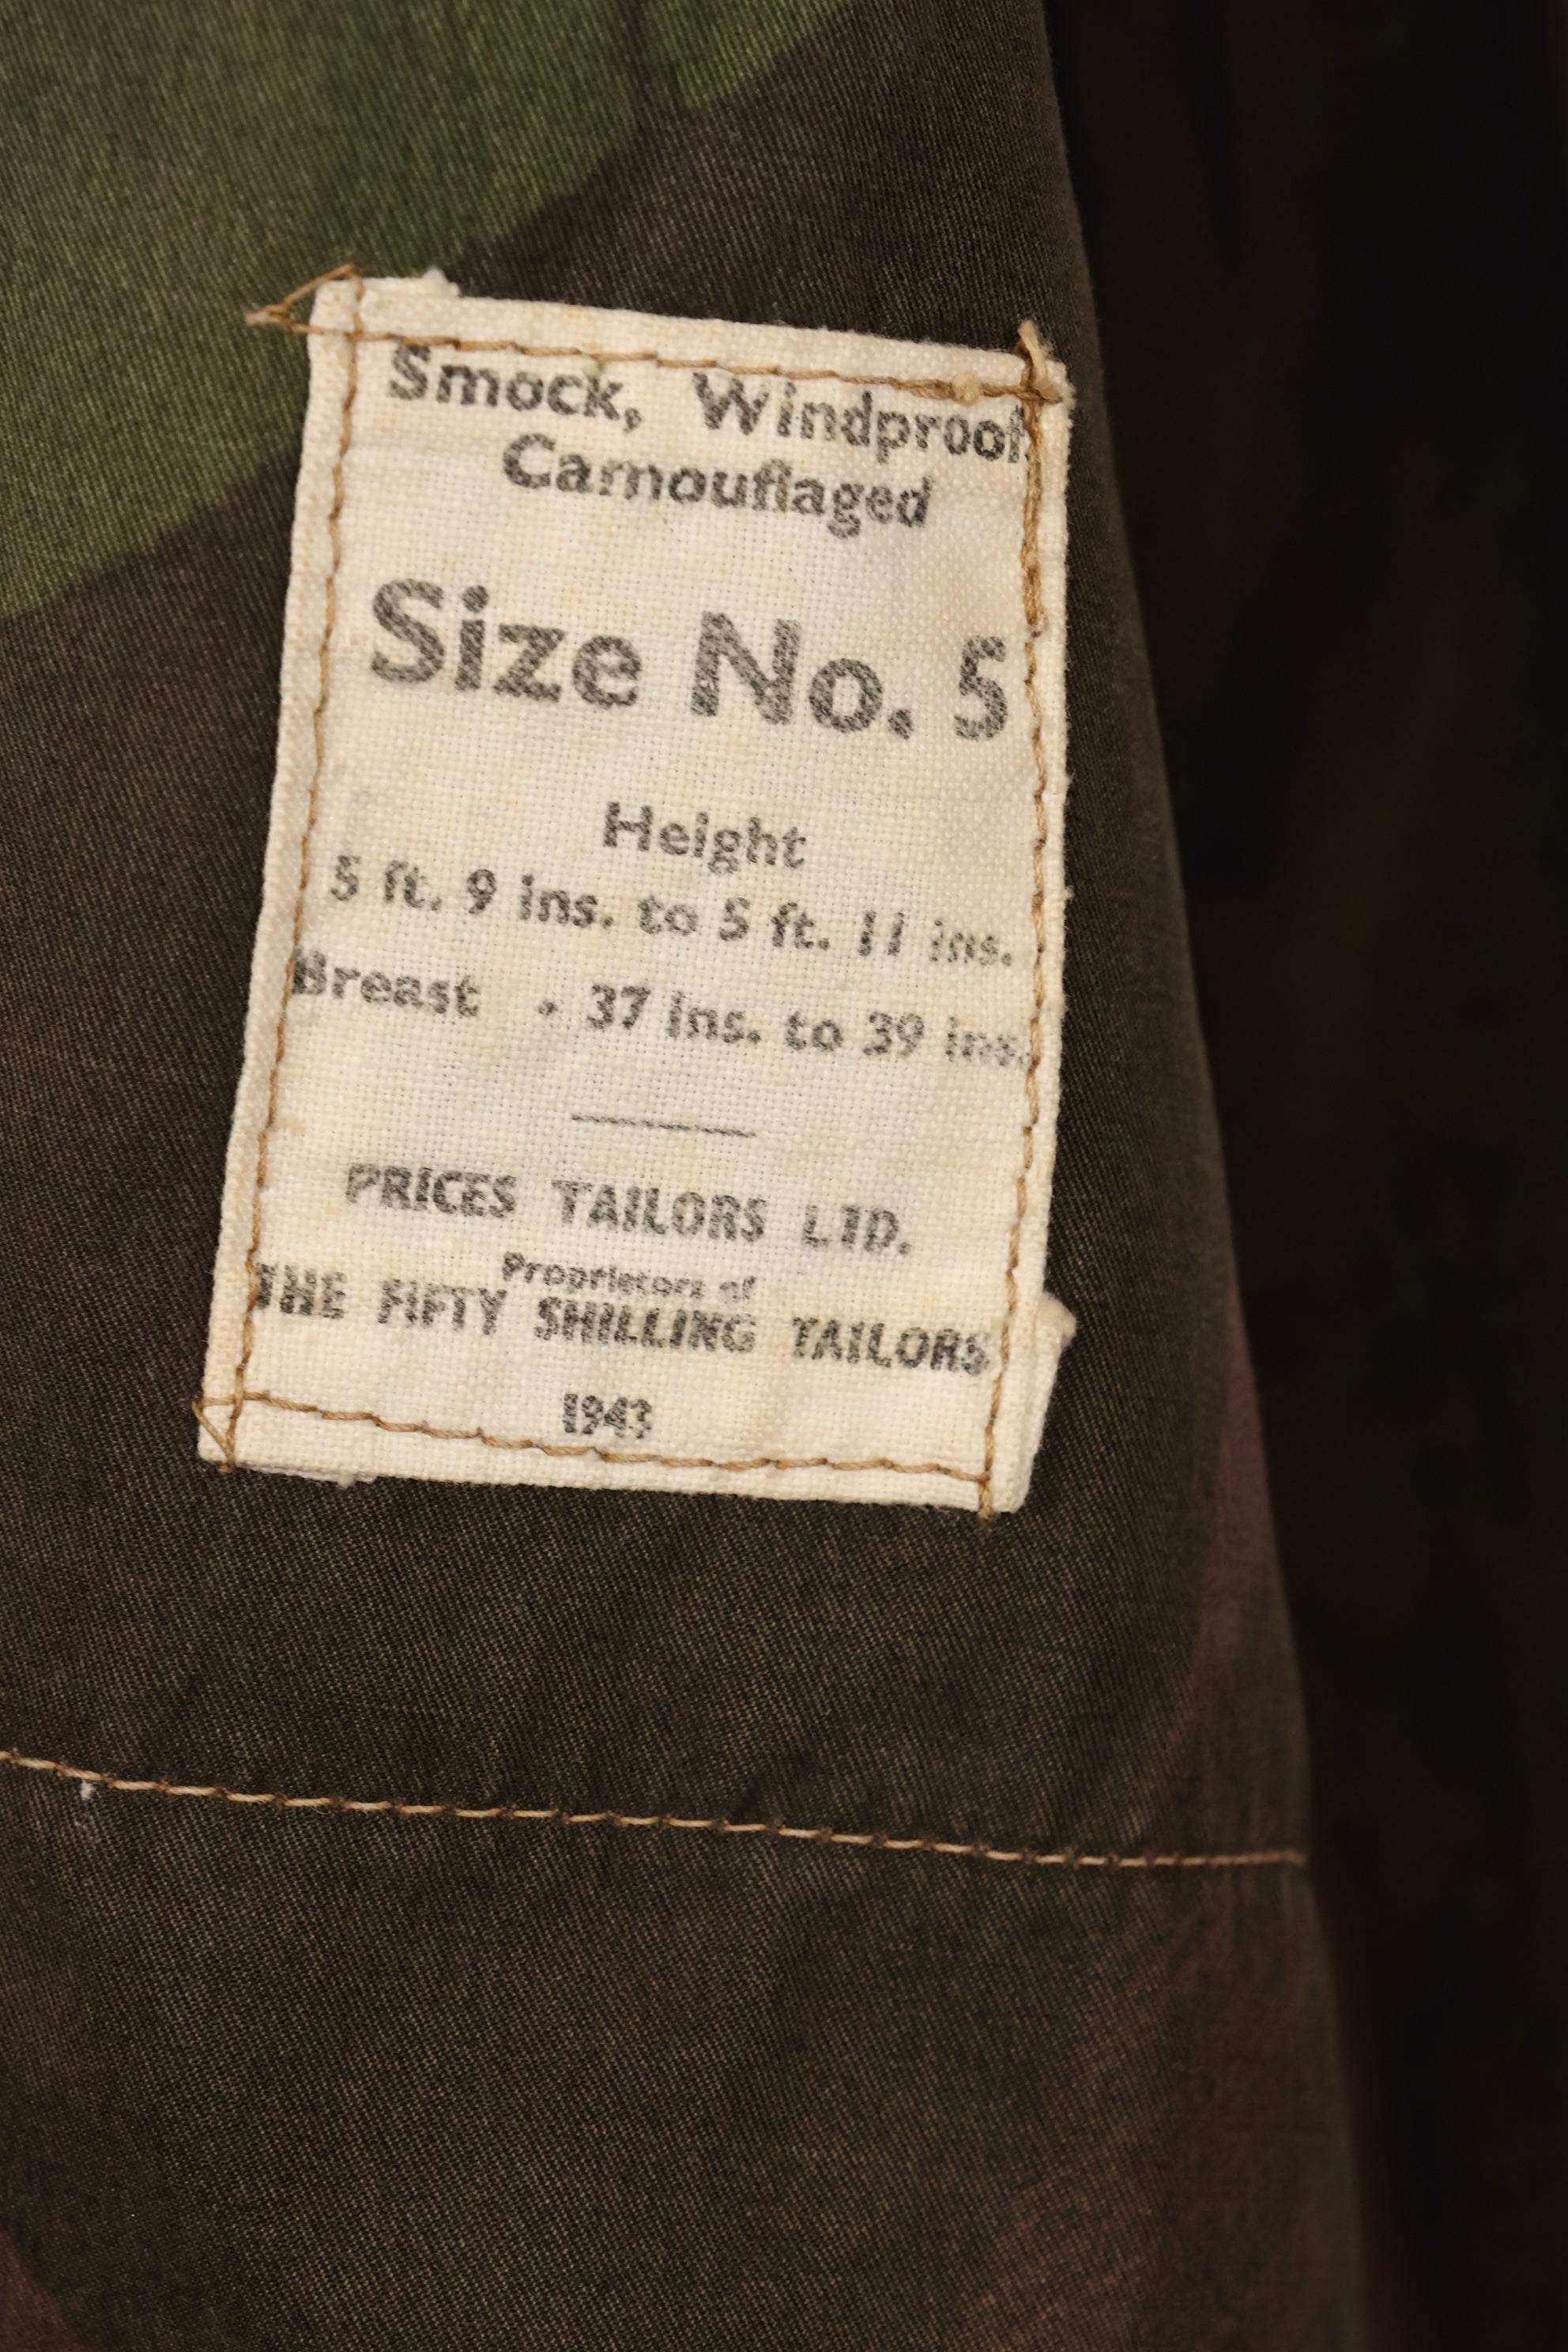 Smock, Windproof
Camouflaged
Size No. 5
Height
5 ft. 9 ins. to 5 ft. 11 ins.
Breast - 37 ins. to 39 ins.
PRICES TAILORS LTD.
Proprietors of
THE FIFTY SHILLING TAILORS
1943